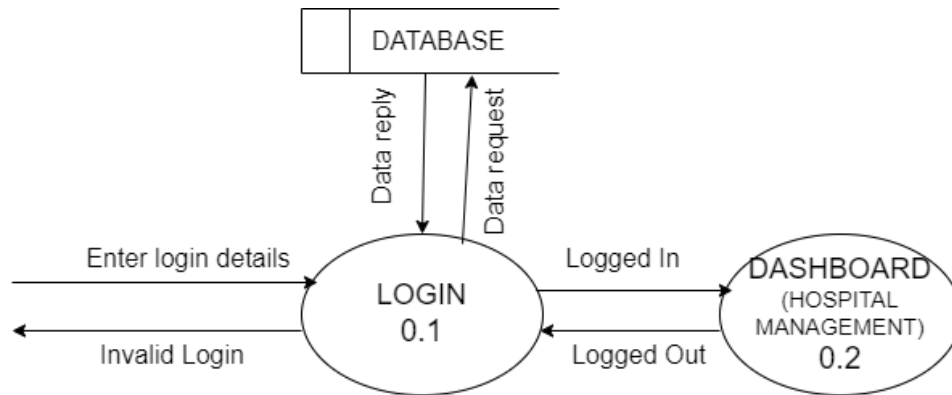 DATABASE
Data reply
Data request
Enter login details
Logged In
LOGIN
0.1
DASHBOARD
(HOSPITAL
MANAGEMENT)
0.2
Invalid Login
Logged Out